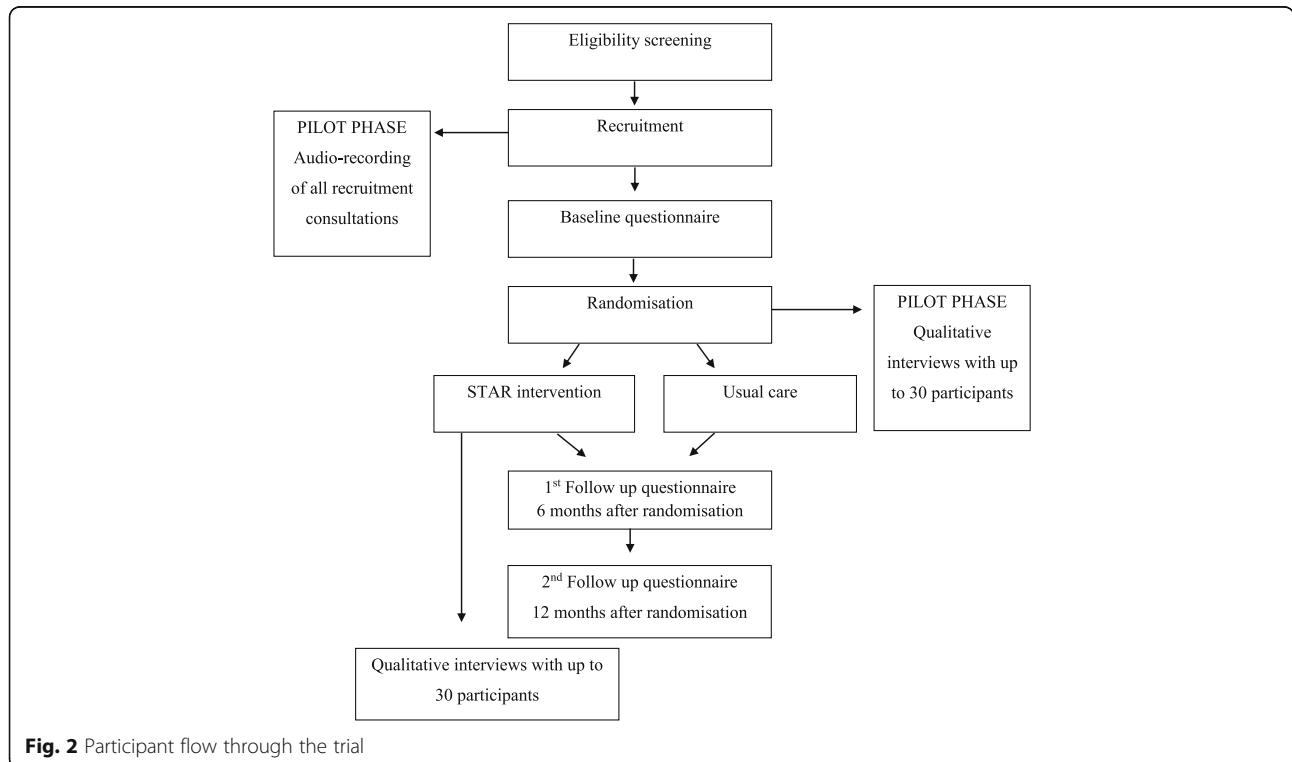 Eligibility screening
Recruitment
PILOT PHASE
Audio-recording
of all recruitment
consultations
Baseline questionnaire
Randomisation
PILOT PHASE
Qualitative
interviews with up
to 30 participants
STAR intervention
Usual care
1st Follow up questionnaire
6 months after randomisation
2nd Follow up questionnaire
12 months after randomisation
Qualitative interviews with up to
30 participants
Fig. 2 Participant flow through the trial